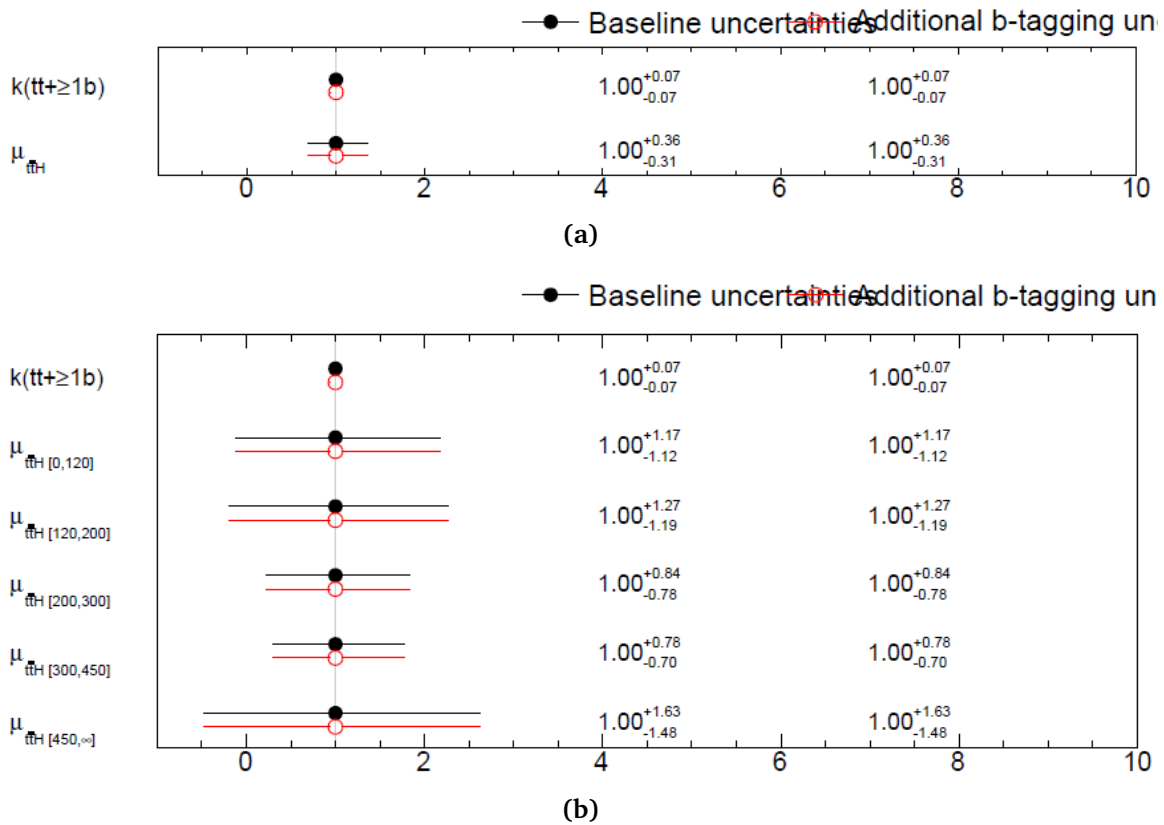 Baseline uncertainties Additional b-tagging un
k(tt+≥1b) 1.00 +0.07 -0.07 1.00 +0.07 -0.07
μ ttH 1.00 +0.36 -0.31 1.00 +0.36 -0.31
0 2 4 6 8 10
(a)
Baseline uncertainties Additional b-tagging un
k(tt+≥1b) 1.00 +0.07 -0.07 1.00 +0.07 -0.07
μ ttH [0,120] 1.00 +1.17 -1.12 1.00 +1.17 -1.12
μ ttH [120,200] 1.00 +1.27 -1.19 1.00 +1.27 -1.19
μ ttH [200,300] 1.00 +0.84 -0.78 1.00 +0.84 -0.78
μ ttH [300,450] 1.00 +0.78 -0.70 1.00 +0.78 -0.70
μ ttH [450,∞] 1.00 +1.63 -1.48 1.00 +1.63 -1.48
0 2 4 6 8 10
(b)